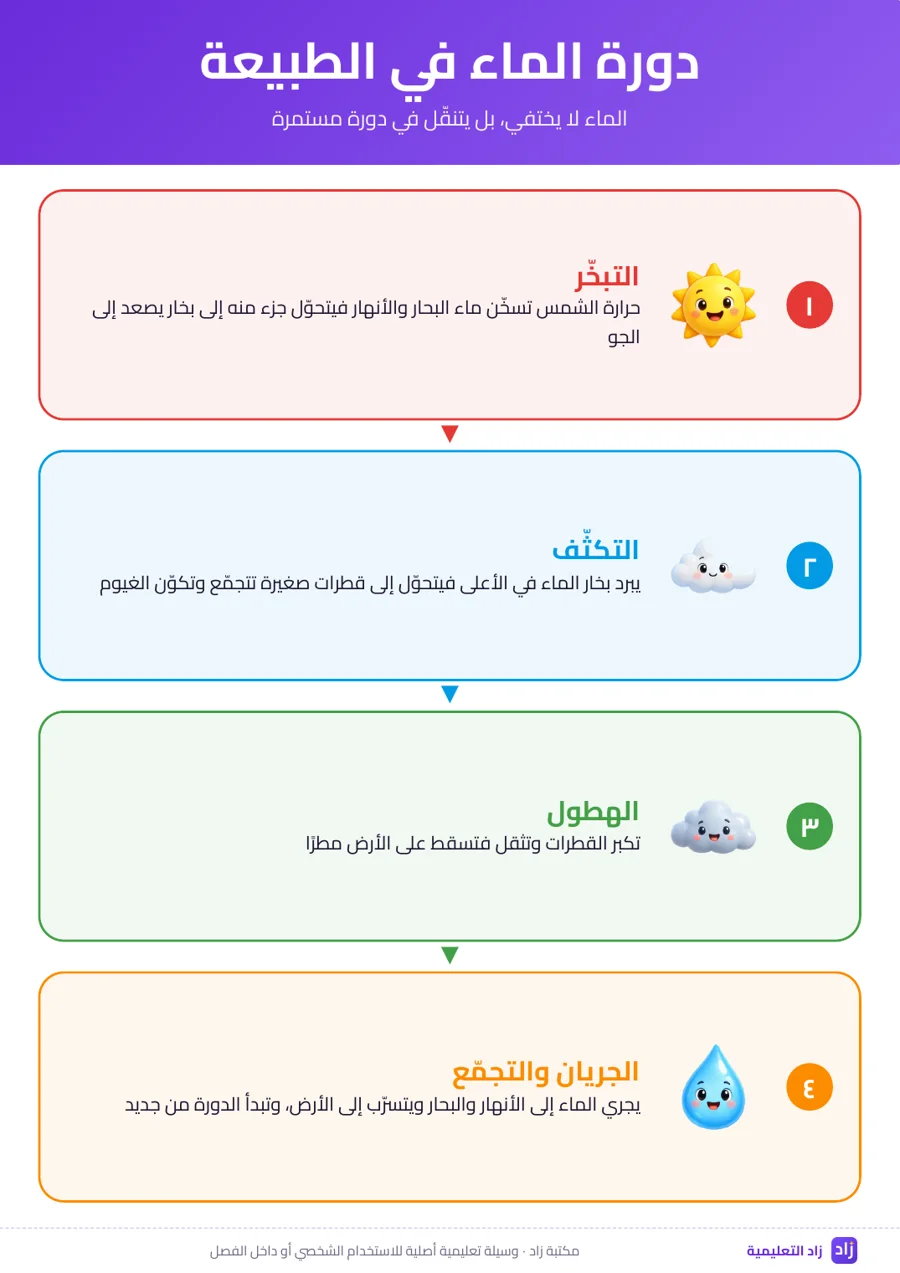 دورة الماء في الطبيعة
الماء لا يختفي، بل يتنقّل في دورة مستمرة
١
التبخّر
حرارة الشمس تسخّن ماء البحار والأنهار فيتحوّل جزء منه إلى بخار يصعد إلى
الجو
٢
التكثّف
يبرد بخار الماء في الأعلى فيتحوّل إلى قطرات صغيرة تتجمّع وتكوّن الغيوم
٣
الهطول
تكبر القطرات وتثقل فتسقط على الأرض مطرًا
٤
الجريان والتجمّع
يجري الماء إلى الأنهار والبحار ويتسرّب إلى الأرض، وتبدأ الدورة من جديد
زاد زاد التعليمية
مكتبة زاد · وسيلة تعليمية أصلية للاستخدام الشخصي أو داخل الفصل